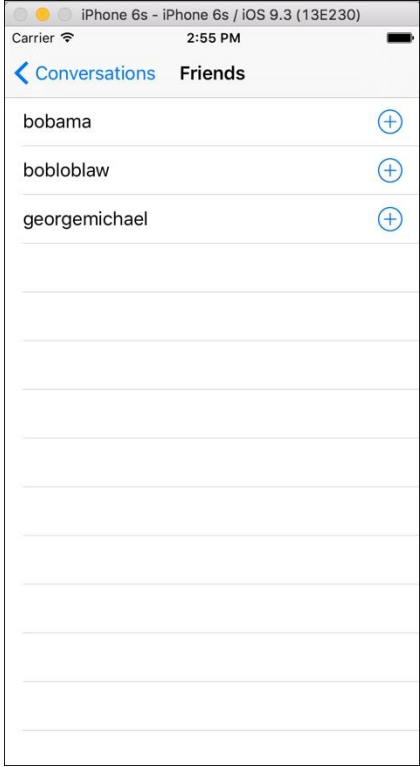 iPhone 6s - iPhone 6s / iOS 9.3 (13E230)
Carrier 2:55 PM
Conversations Friends
bobama
bobloblaw
georgemichael